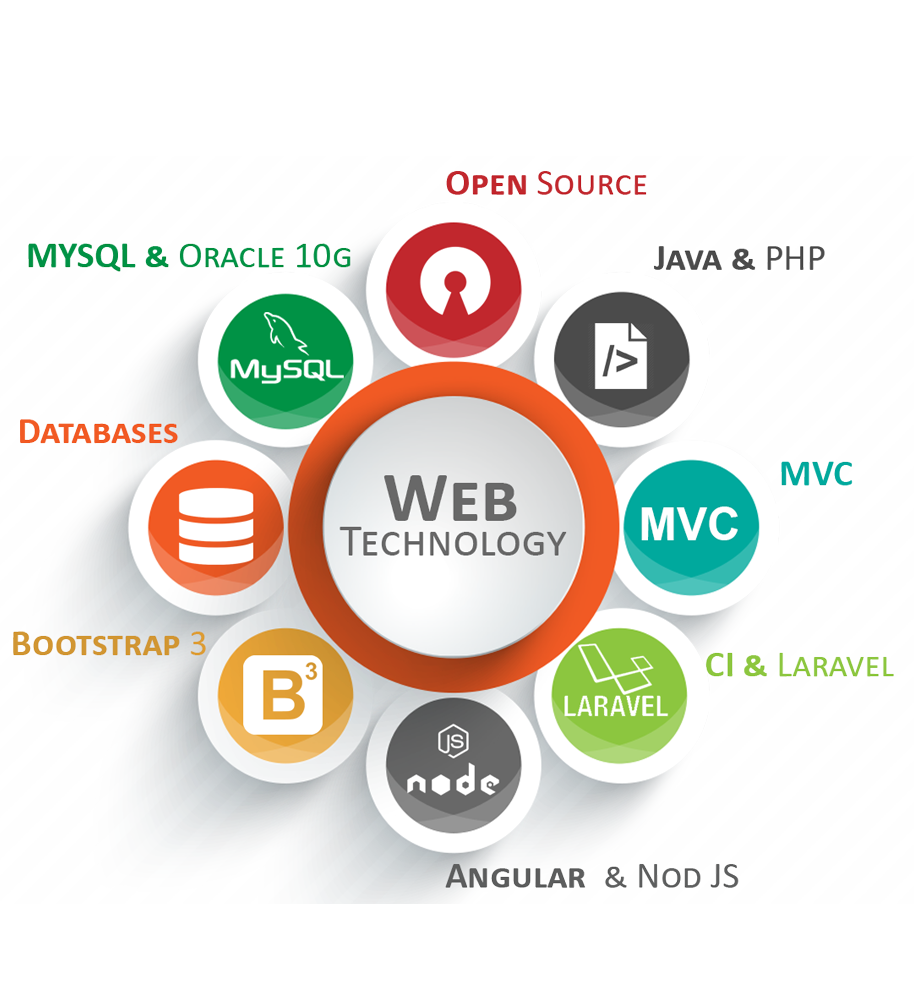 OPEN SOURCE
MYSQL & ORACLE 10G
JAVA & PHP
/>
MySQL
DATABASES
MVC
WEB
TECHNOLOGY
MVC
BOOTSTRAP 3
CI & LARAVEL
B3
LARAVEL
JS
node
ANGULAR & NOD JS